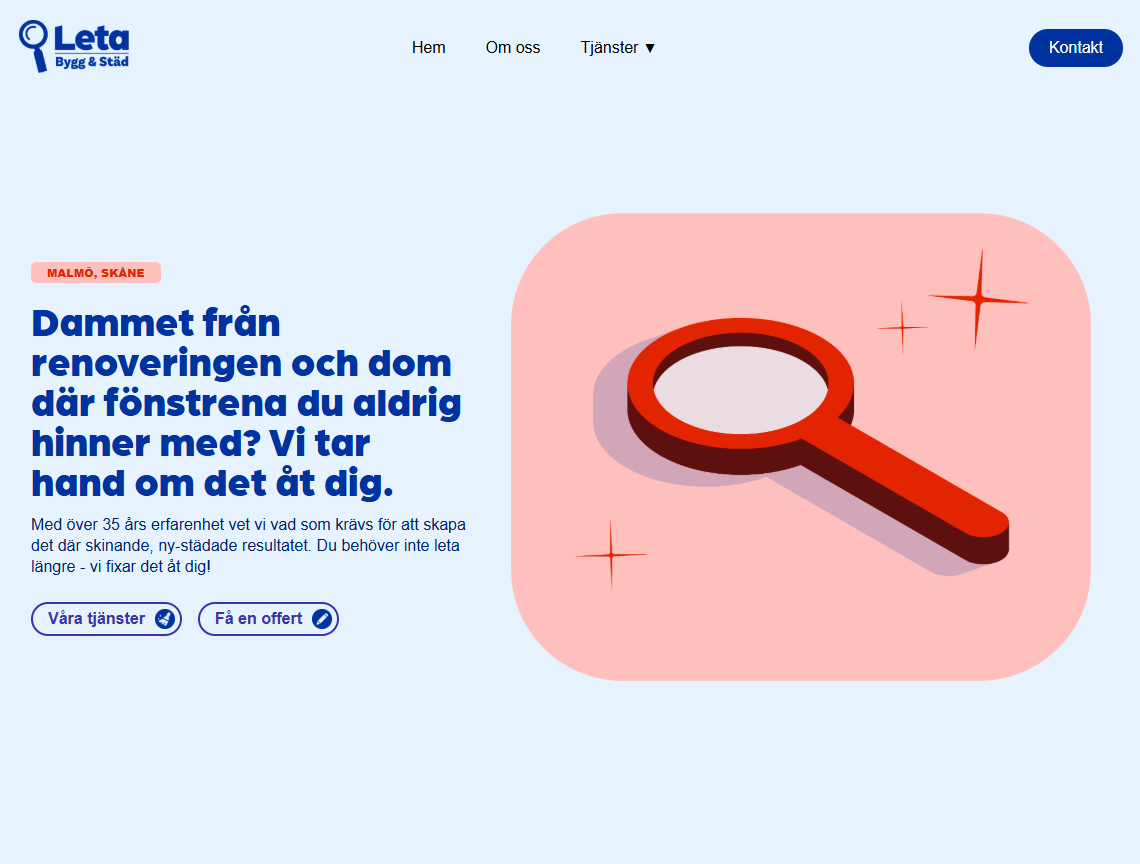 Leta
Bygg & Städ
Hem
Om oss
Tjänster ▼
Kontakt
MALMÖ, SKÅNE
Dammet från
renoveringen och dom
där fönstrena du aldrig
hinner med? Vi tar
hand om det åt dig.
Med över 35 års erfarenhet vet vi vad som krävs för att skapa
det där skinande, ny-städade resultatet. Du behöver inte leta
längre - vi fixar det åt dig!
Våra tjänster
Få en offert